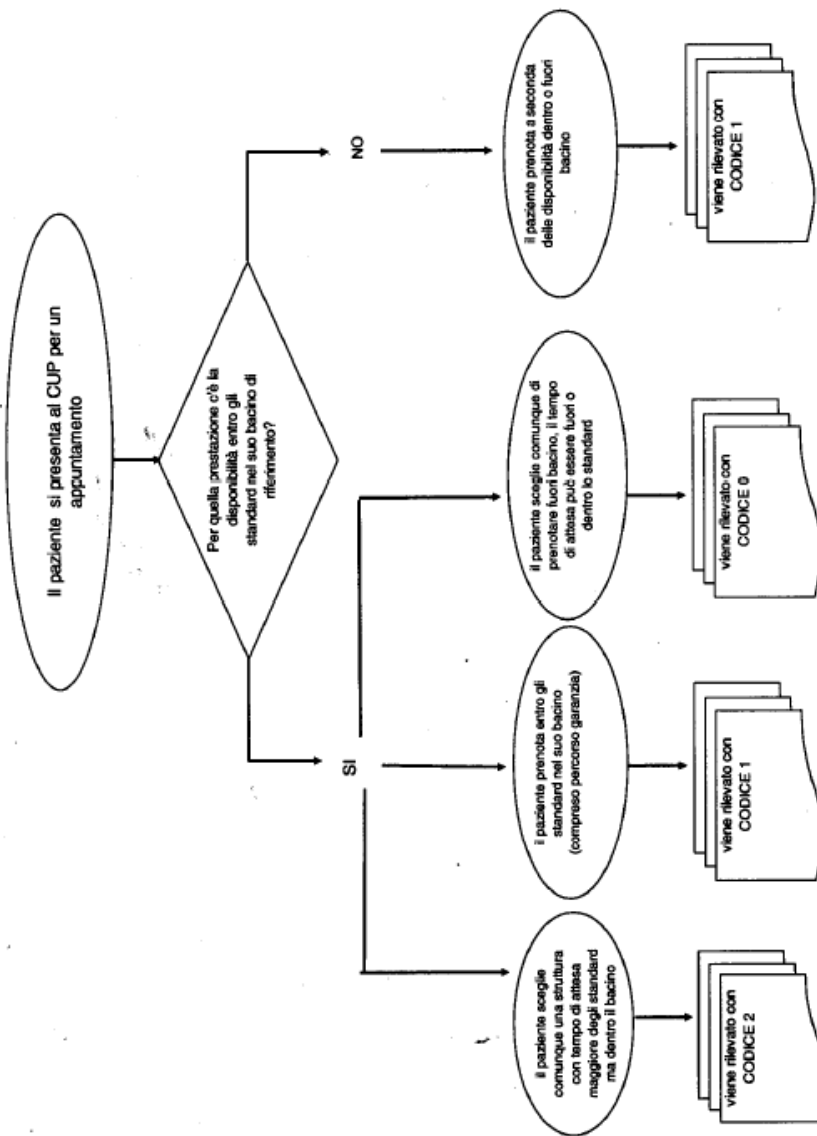 Il paziente si presenta al CUP per un
appuntamento
Per quella prestazione c'è la
disponibilità entro gli
standard nel suo bacino di
riferimento?
SI
NO
il paziente sceglie
comunque una struttura
con tempo di attesa
maggiore degli standard
ma dentro il bacino
il paziente prenota entro gli
standard nel suo bacino
(compreso percorso garanzia)
il paziente sceglie comunque di
prenotare fuori bacino, il tempo
di attesa può essere fuori o
dentro lo standard
il paziente prenota a seconda
delle disponibilità dentro o fuori
bacino
viene rilevato con
CODICE 2
viene rilevato con
CODICE 1
viene rilevato con
CODICE 0
viene rilevato con
CODICE 1